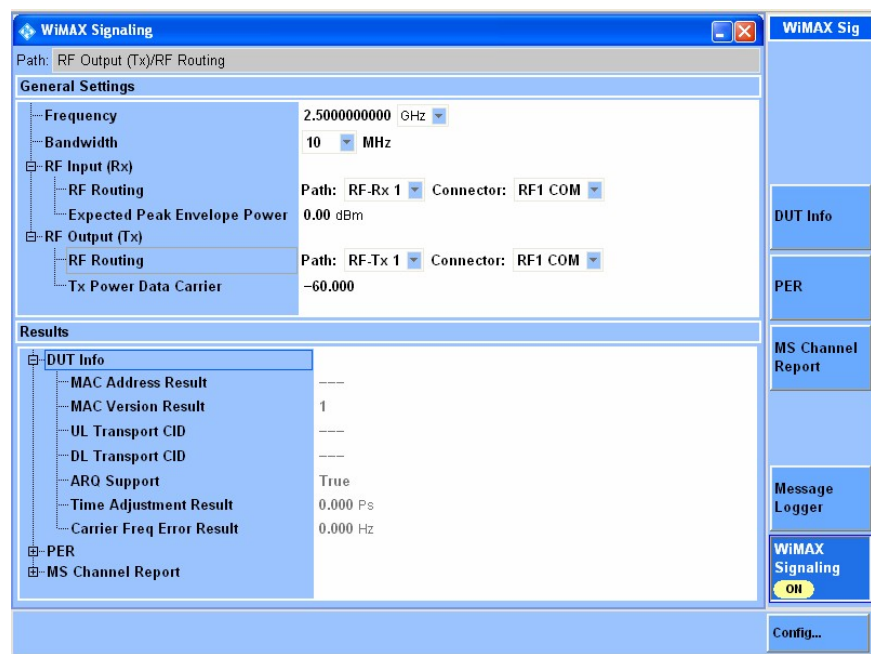 WiMAX Signaling
WiMAX Sig
Path: RF Output (Tx)/RF Routing
General Settings
Frequency 2.5000000000 GHz
Bandwidth 10 MHz
RF Input (Rx)
RF Routing Path: RF-Rx 1 Connector: RF1 COM
Expected Peak Envelope Power 0.00 dBm
RF Output (Tx)
RF Routing Path: RF-Tx 1 Connector: RF1 COM
Tx Power Data Carrier −60.000
Results
DUT Info
MAC Address Result ---
MAC Version Result 1
UL Transport CID ---
DL Transport CID ---
ARQ Support True
Time Adjustment Result 0.000 Ps
Carrier Freq Error Result 0.000 Hz
PER
MS Channel Report
DUT Info
PER
MS Channel
Report
Message
Logger
WiMAX
Signaling
ON
Config...